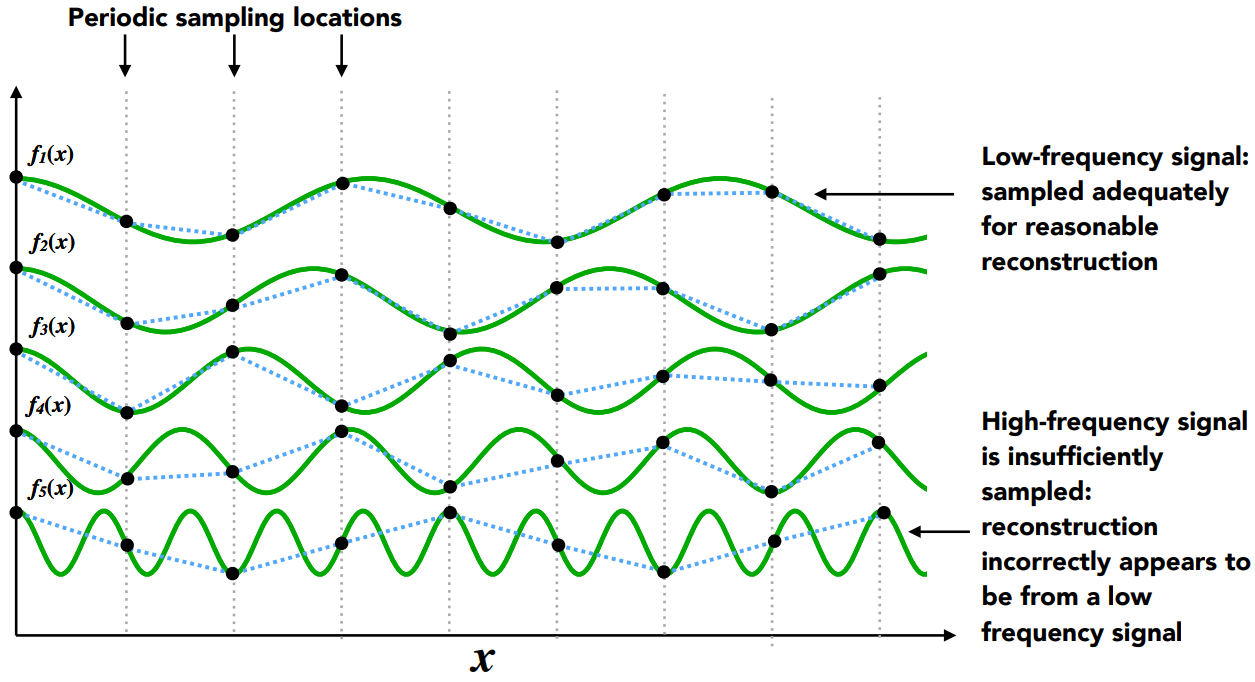 Periodic sampling locations
f1(x)
Low-frequency signal:
sampled adequately
for reasonable
reconstruction
f2(x)
f3(x)
f4(x)
High-frequency signal
is insufficiently
sampled:
reconstruction
incorrectly appears to
be from a low
frequency signal
f5(x)
x